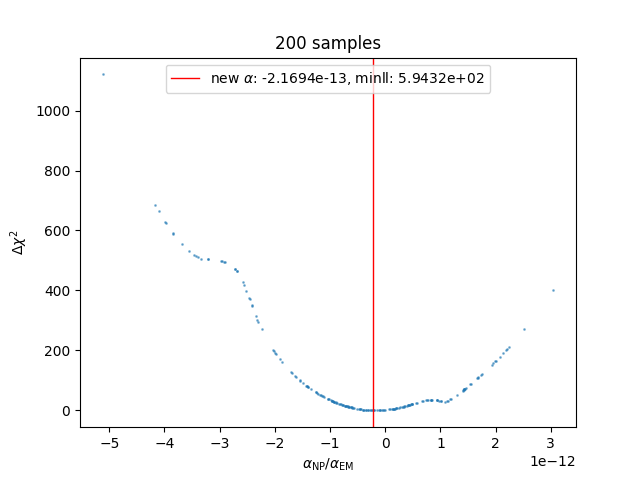 200 samples
new α: -2.1694e-13, minll: 5.9432e+02
Δχ²
1000
800
600
400
200
0
−5 −4 −3 −2 −1 0 1 2 3
1e−12
α_NP/α_EM